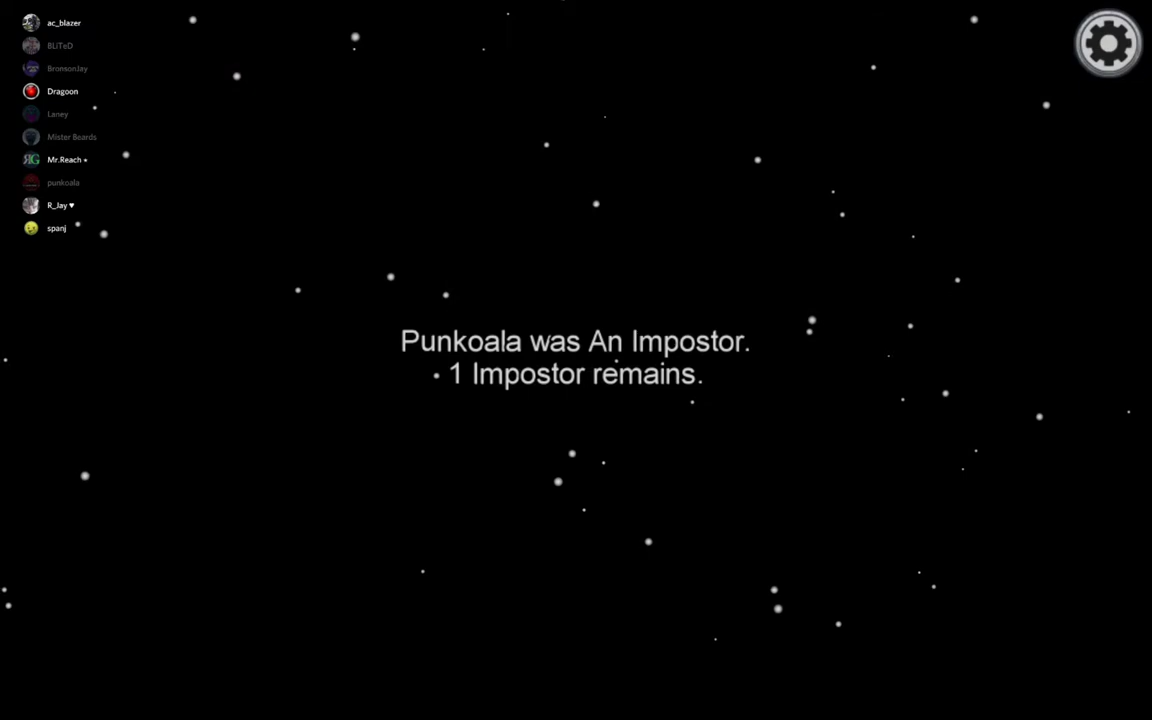 ac_blazer
BLiTeD
BronsonJay
Dragoon
Laney
Mister Beards
Mr.Reach ★
punkoala
R_Jay ♥
spanj
Punkoala was An Impostor.
1 Impostor remains.